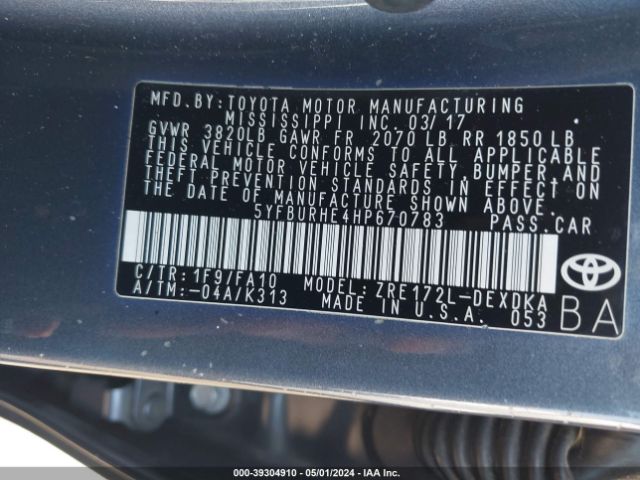 MFD. BY: TOYOTA MOTOR MANUFACTURING
MISSISSIPPI INC. 03/17
GVWR 3820LB GAWR FR 2070 LB RR 1850 LB
THIS VEHICLE CONFORMS TO ALL APPLICABLE
FEDERAL MOTOR VEHICLE SAFETY, BUMPER, AND
THEFT PREVENTION STANDARDS IN EFFECT ON
THE DATE OF MANUFACTURE SHOWN ABOVE.
5YFBURHE4HP670783 PASS. CAR
C/TR: 1F9/FA10 MODEL: ZRE172L-DEXDKA
A/TM: -04A/K313 MADE IN U.S.A. 053
BA
000-39304910 - 05/01/2024 - IAA Inc.